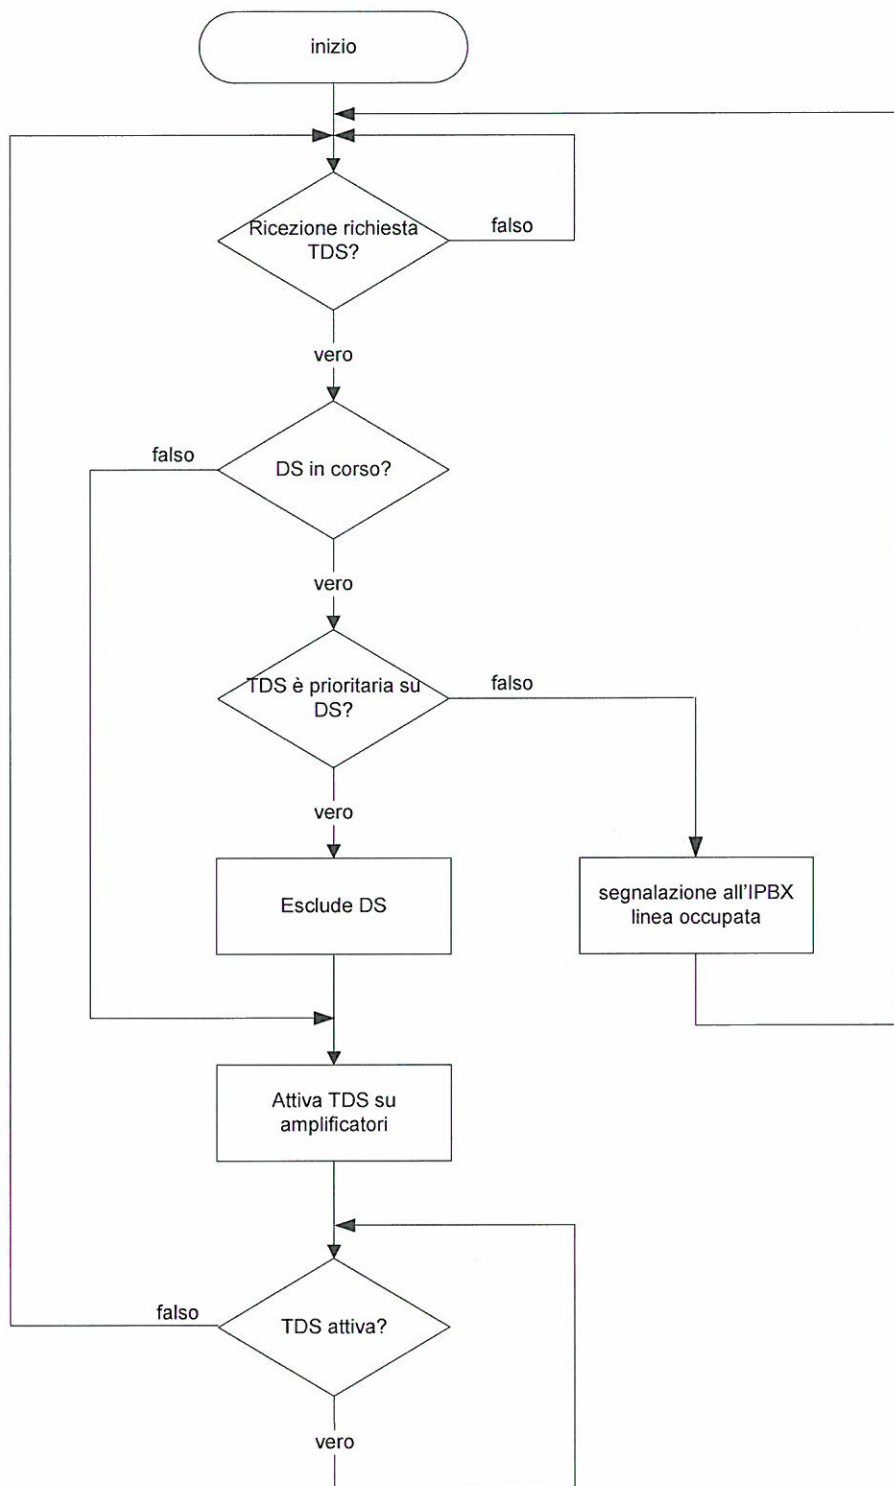 inizio
Ricezione richiesta
TDS?
falso
vero
falso
DS in corso?
vero
TDS è prioritaria su
DS?
falso
vero
Esclude DS
segnalazione all'IPBX
linea occupata
Attiva TDS su
amplificatori
falso
TDS attiva?
vero